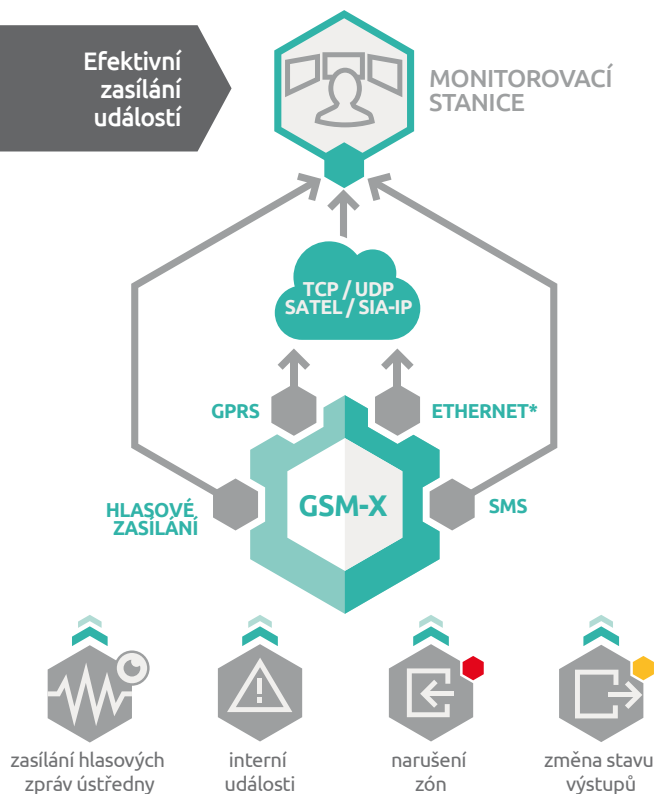 Efektivní
zasílání
událostí
MONITOROVACÍ
STANICE
TCP / UDP
SATEL / SIA-IP
GPRS
ETHERNET*
HLASOVÉ
ZASÍLÁNÍ
GSM-X
SMS
zasílání hlasových
zpráv ústředny
interní
události
narušení
zón
změna stavu
výstupů